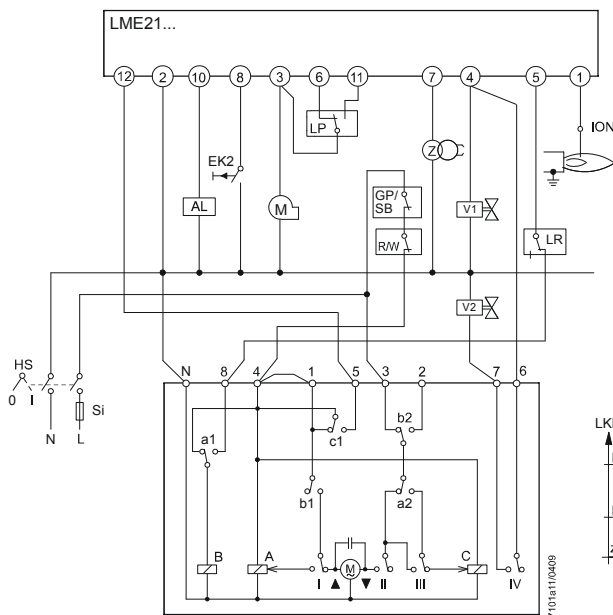 LME21...
12 2 10 8 3 6 11 7 4 5 1
LP
ION
EK2
Z
GP/
SB
AL
M
V1
R/W
LR
V2
HS
0 I
Si
N L
N 8 4 1 5 3 2 7 6
LK
c1
b2
a1
b1
a2
B A C
I M II III IV
7101a11/0409